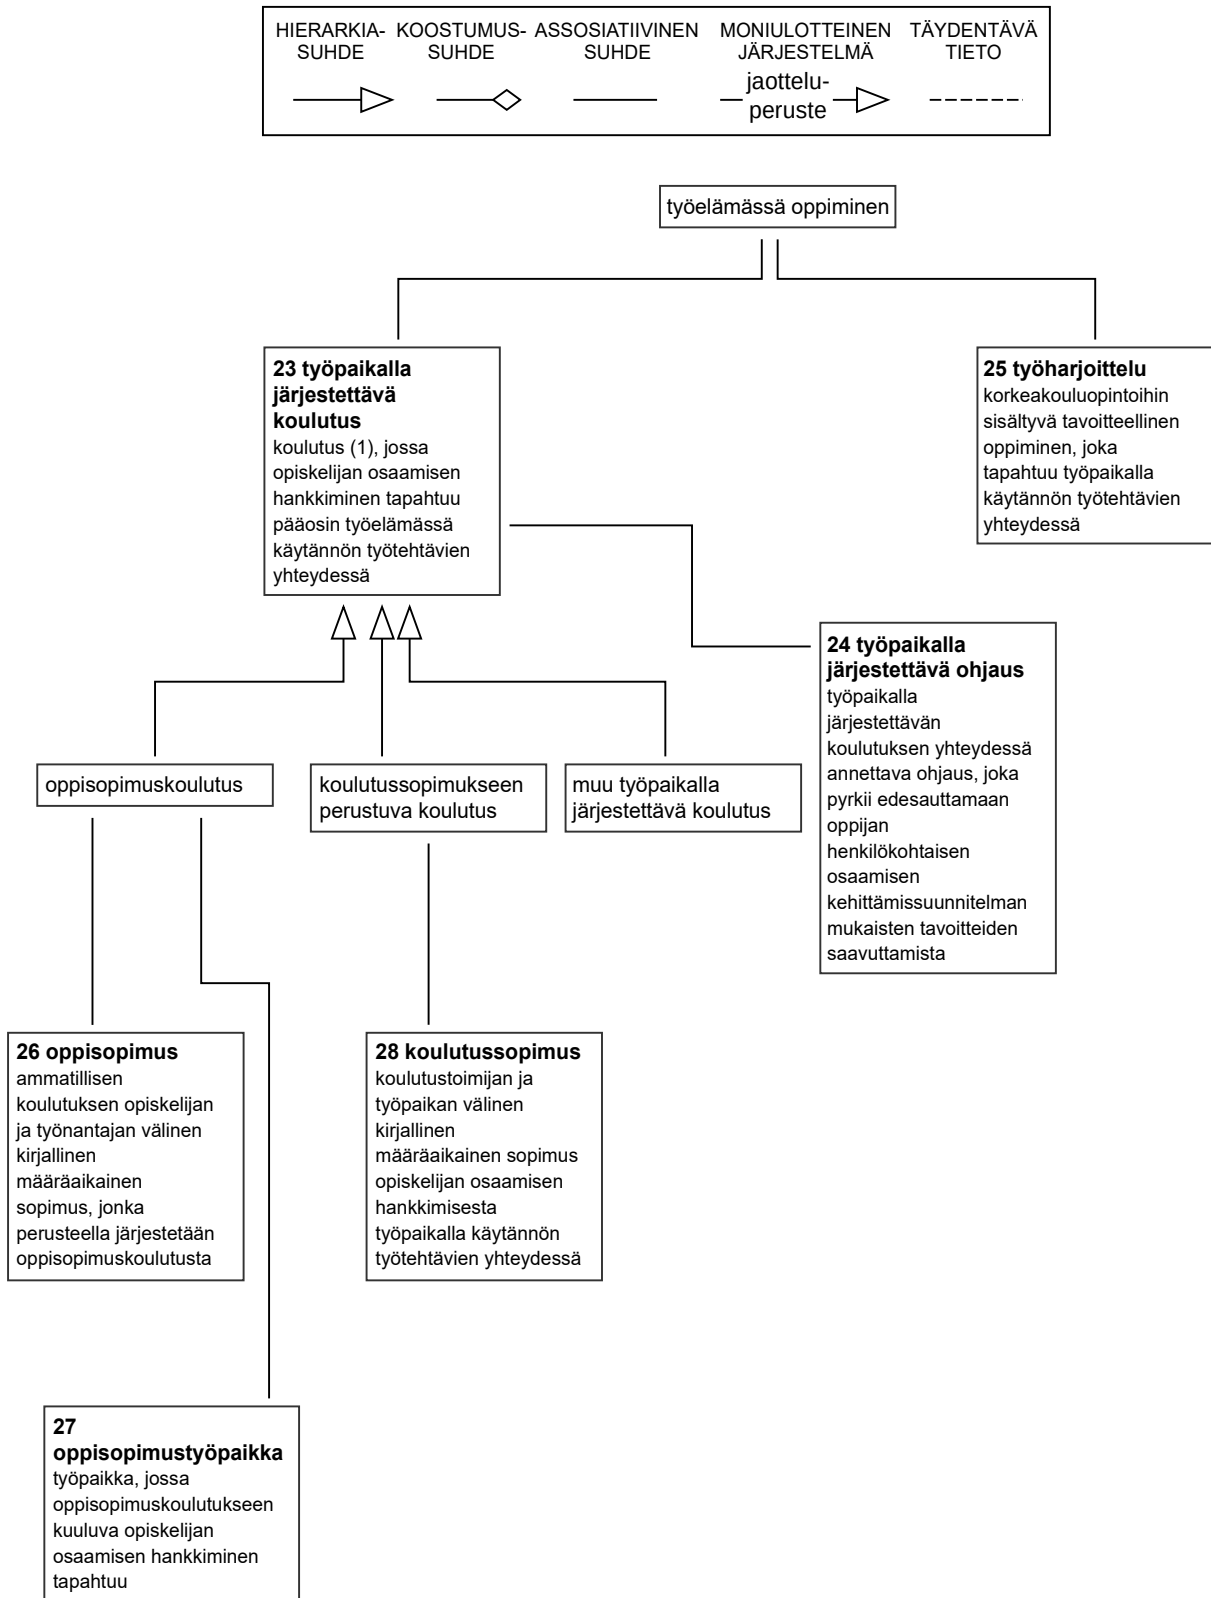 HIERARKIA-
SUHDE
KOOSTUMUS-
SUHDE
ASSOSIATIIVINEN
SUHDE
MONIULOTTEINEN
JÄRJESTELMÄ
jaottelu-
peruste
TÄYDENTÄVÄ
TIETO
työelämässä oppiminen
23 työpaikalla
järjestettävä
koulutus
koulutus (1), jossa
opiskelijan osaamisen
hankkiminen tapahtuu
pääosin työelämässä
käytännön työtehtävien
yhteydessä
25 työharjoittelu
korkeakouluopintoihin
sisältyvä tavoitteellinen
oppiminen, joka
tapahtuu työpaikalla
käytännön työtehtävien
yhteydessä
24 työpaikalla
järjestettävä ohjaus
työpaikalla
järjestettävän
koulutuksen yhteydessä
annettava ohjaus, joka
pyrkii edesauttamaan
oppijan
henkilökohtaisen
osaamisen
kehittämissuunnitelman
mukaisten tavoitteiden
saavuttamista
oppisopimuskoulutus
koulutussopimukseen
perustuva koulutus
muu työpaikalla
järjestettävä koulutus
26 oppisopimus
ammatillisen
koulutuksen opiskelijan
ja työnantajan välinen
kirjallinen
määräaikainen
sopimus, jonka
perusteella järjestetään
oppisopimuskoulutusta
28 koulutussopimus
koulutustoimijan ja
työpaikan välinen
kirjallinen
määräaikainen sopimus
opiskelijan osaamisen
hankkimisesta
työpaikalla käytännön
työtehtävien yhteydessä
27
oppisopimustyöpaikka
työpaikka, jossa
oppisopimuskoulutukseen
kuuluva opiskelijan
osaamisen hankkiminen
tapahtuu